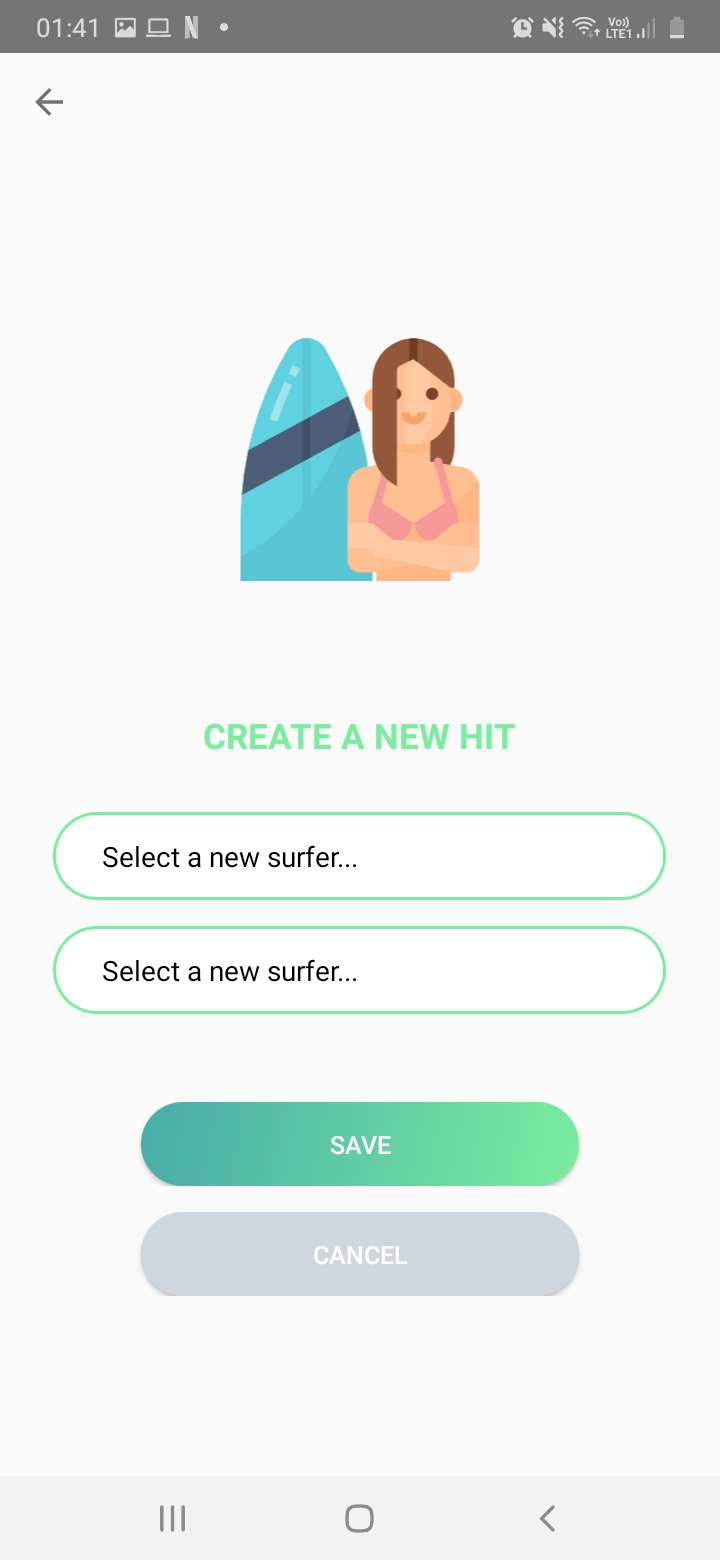 01:41
Vo))
LTE1
CREATE A NEW HIT
Select a new surfer...
Select a new surfer...
SAVE
CANCEL